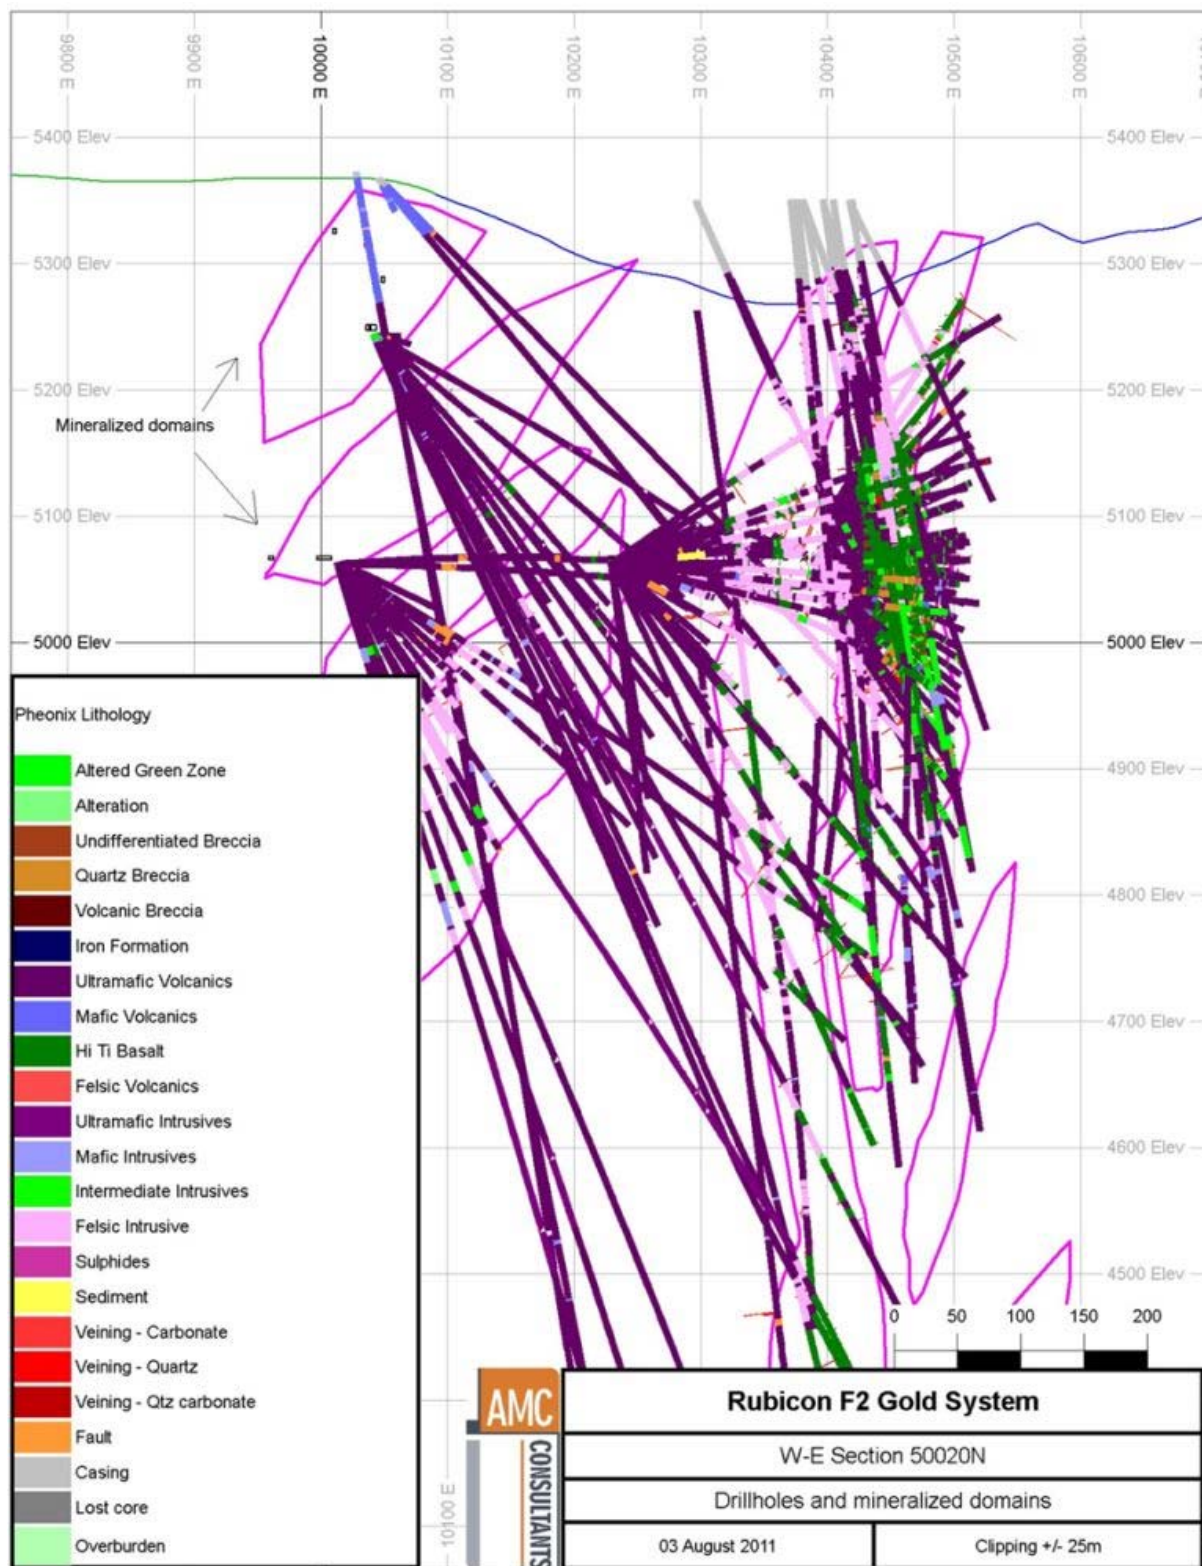 9800 E
9900 E
10000 E
10100 E
10200 E
10300 E
10400 E
10500 E
10600 E
5400 Elev
5400 Elev
5300 Elev
5300 Elev
5200 Elev
5200 Elev
Mineralized domains
5100 Elev
5100 Elev
5000 Elev
5000 Elev
4900 Elev
4800 Elev
4700 Elev
4600 Elev
4500 Elev
Pheonix Lithology
Altered Green Zone
Alteration
Undifferentiated Breccia
Quartz Breccia
Volcanic Breccia
Iron Formation
Ultramafic Volcanics
Mafic Volcanics
Hi Ti Basalt
Felsic Volcanics
Ultramafic Intrusives
Mafic Intrusives
Intermediate Intrusives
Felsic Intrusive
Sulphides
Sediment
Veining - Carbonate
Veining - Quartz
Veining - Qtz carbonate
Fault
Casing
Lost core
Overburden
0 50 100 150 200
AMC
CONSULTANTS
10100 E
Rubicon F2 Gold System
W-E Section 50020N
Drillholes and mineralized domains
03 August 2011
Clipping +/- 25m